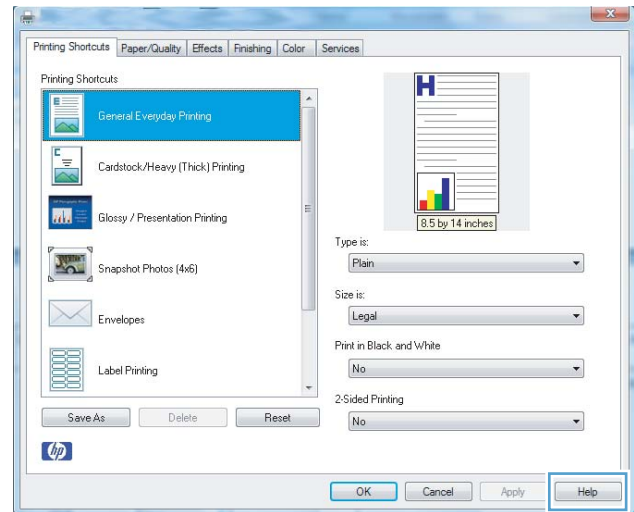 Printing Shortcuts Paper/Quality Effects Finishing Color Services
Printing Shortcuts
General Everyday Printing
Cardstock/Heavy (Thick) Printing
Glossy / Presentation Printing
Snapshot Photos (4x6)
Envelopes
Label Printing
Save As Delete Reset
hp
H
8.5 by 14 inches
Type is:
Plain
Size is:
Legal
Print in Black and White
No
2-Sided Printing
No
OK Cancel Apply Help